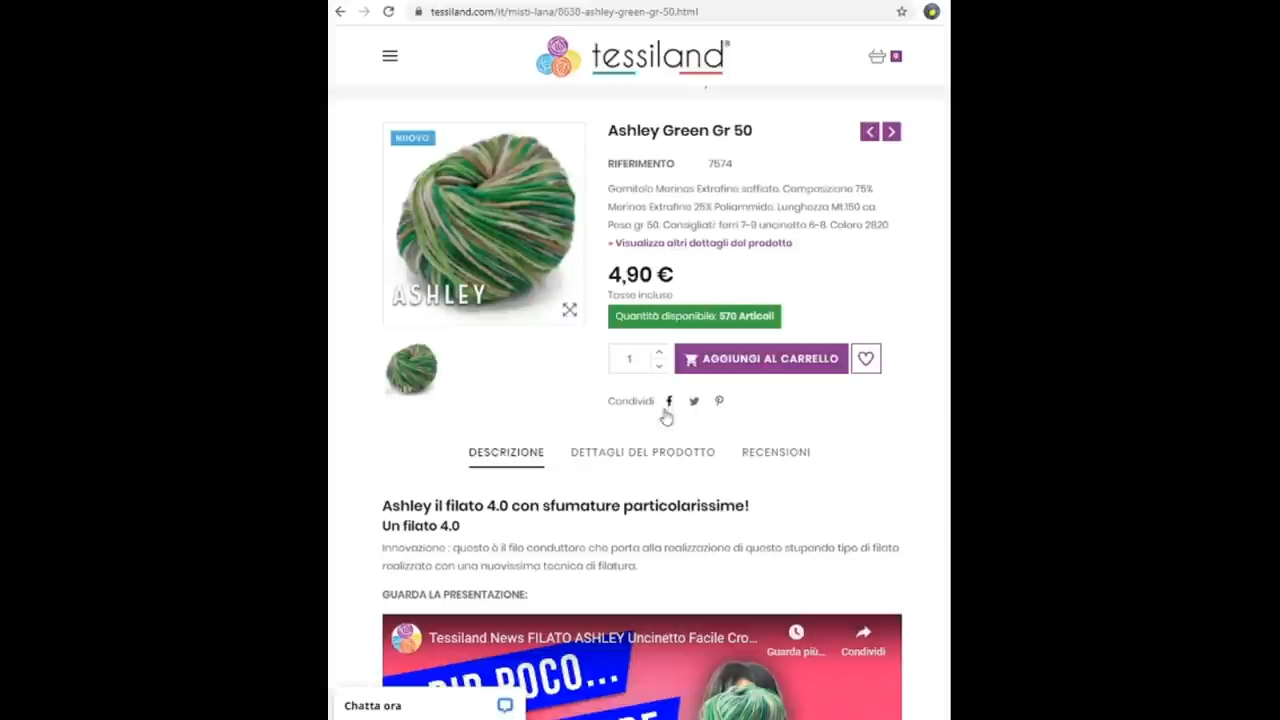 tessiland.com/it/misti-lana/8638-ashley-green-gr-50.html
tessiland®
0
NUOVO
ASHLEY
Ashley Green Gr 50
RIFERIMENTO 7574
Gomitolo Merinos Extrafine soffiato. Composizione 75%
Merinos Extrafine 25% Poliammide. Lunghezza Mt.150 ca.
Peso gr 50. Consigliati: ferri 7-9 uncinetto 6-8. Colore 2820
» Visualizza altri dettagli del prodotto
4,90 €
Tasse incluse
Quantità disponibile: 570 Articoli
1
AGGIUNGI AL CARRELLO
Condividi
DESCRIZIONE DETTAGLI DEL PRODOTTO RECENSIONI
Ashley il filato 4.0 con sfumature particolarissime!
Un filato 4.0
Innovazione : questo è il filo conduttore che porta alla realizzazione di questo stupendo tipo di filato
realizzato con una nuovissima tecnica di filatura.
GUARDA LA PRESENTAZIONE:
Tessiland News FILATO ASHLEY Uncinetto Facile Cro...
Guarda più... Condividi
POCO...
Chatta ora